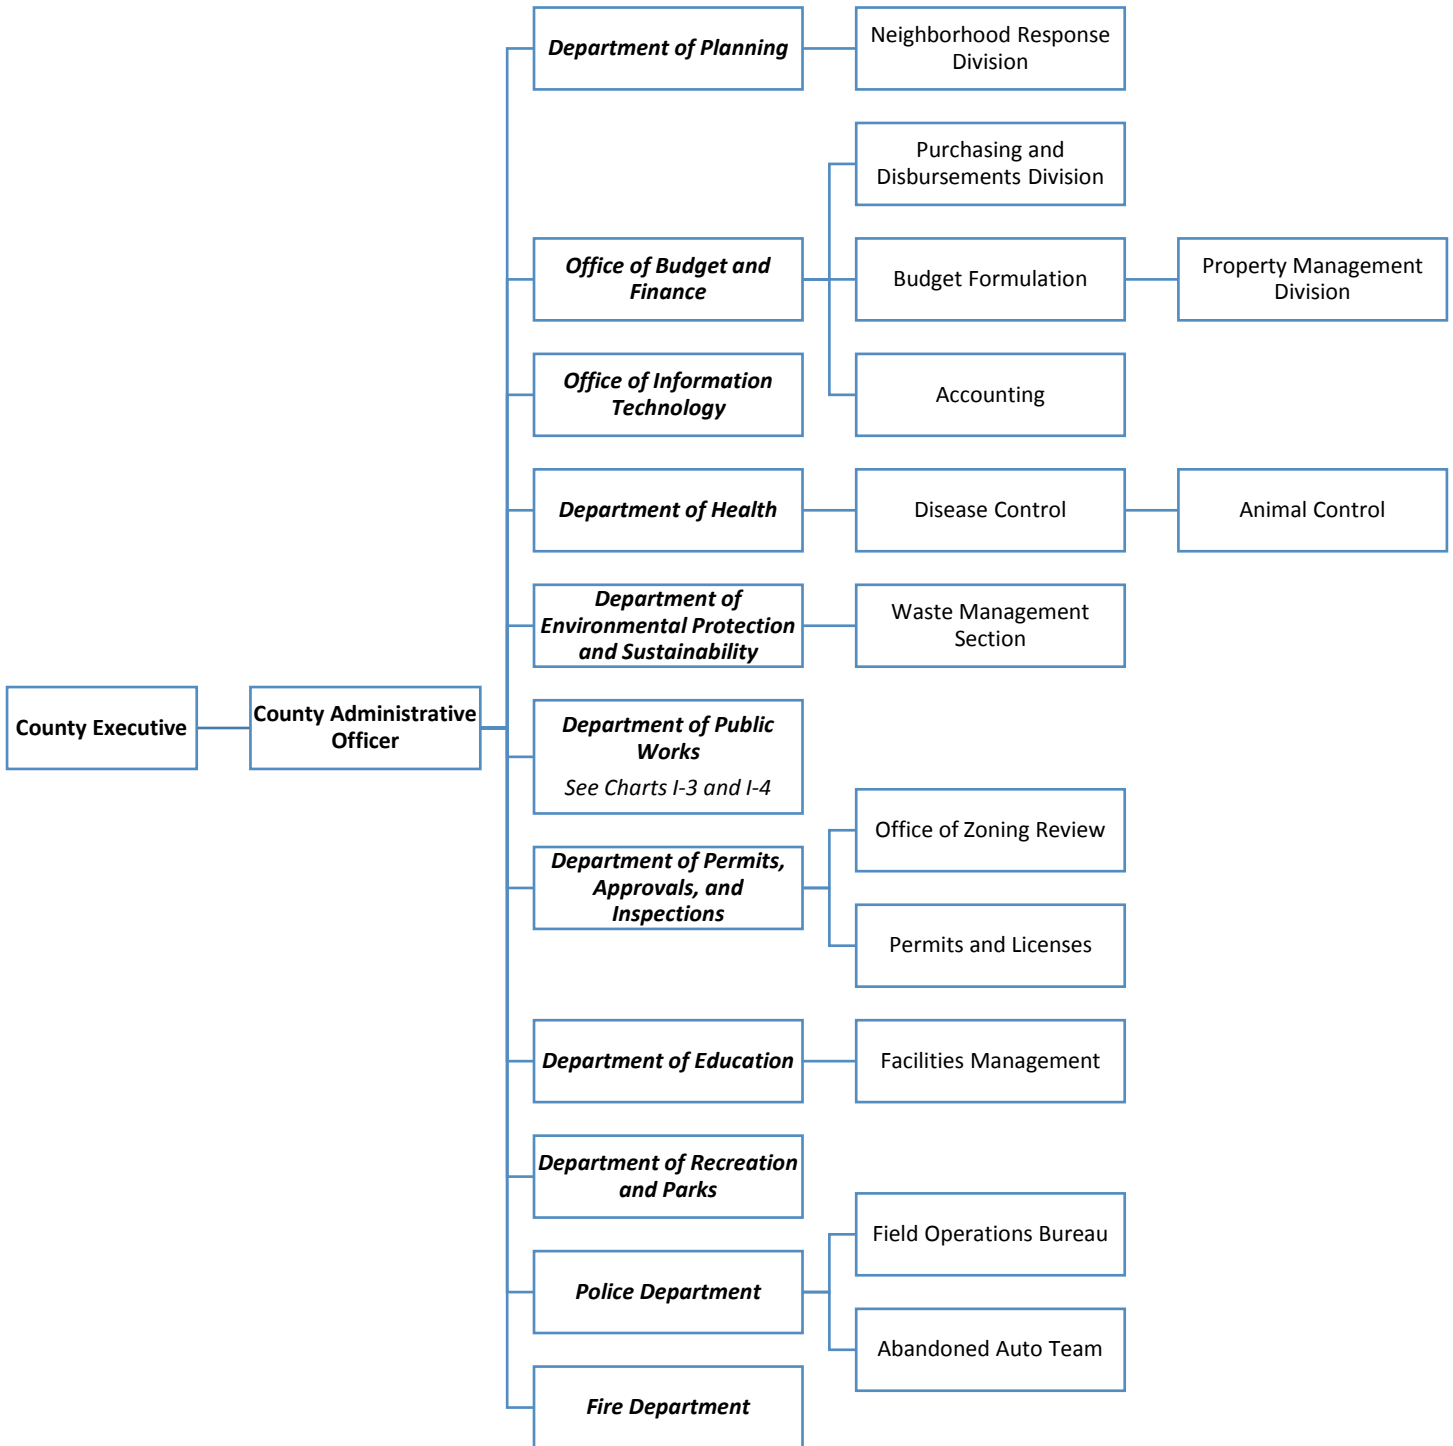 Department of Planning
Neighborhood Response
Division
Purchasing and
Disbursements Division
Office of Budget and
Finance
Budget Formulation
Property Management
Division
Office of Information
Technology
Accounting
Department of Health
Disease Control
Animal Control
Department of
Environmental Protection
and Sustainability
Waste Management
Section
County Executive
County Administrative
Officer
Department of Public
Works
See Charts I-3 and I-4
Office of Zoning Review
Department of Permits,
Approvals, and
Inspections
Permits and Licenses
Department of Education
Facilities Management
Department of Recreation
and Parks
Field Operations Bureau
Police Department
Abandoned Auto Team
Fire Department